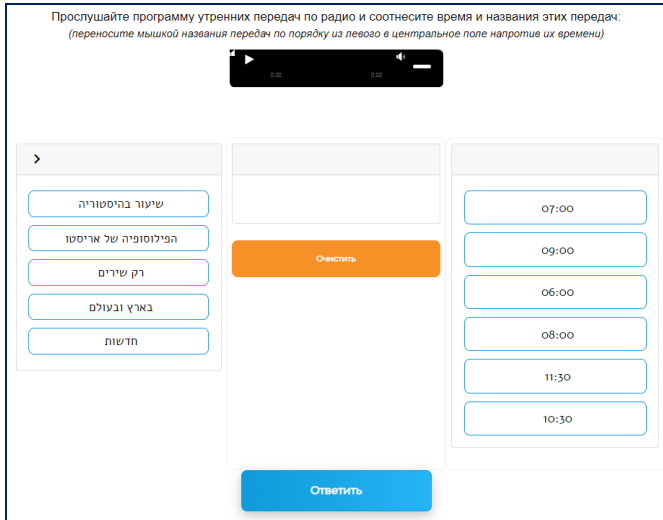 Прослушайте программу утренних передач по радио и соотнесите время и названия этих передач:
(переносите мышкой названия передач по порядку из левого в центральное поле напротив их времени)
0:00 0:00
שיעור בהיסטוריה
הפילוסופיה של אריסטו
רק שירים
בארץ ובעולם
חדשות
Очистить
07:00
09:00
06:00
08:00
11:30
10:30
Ответить